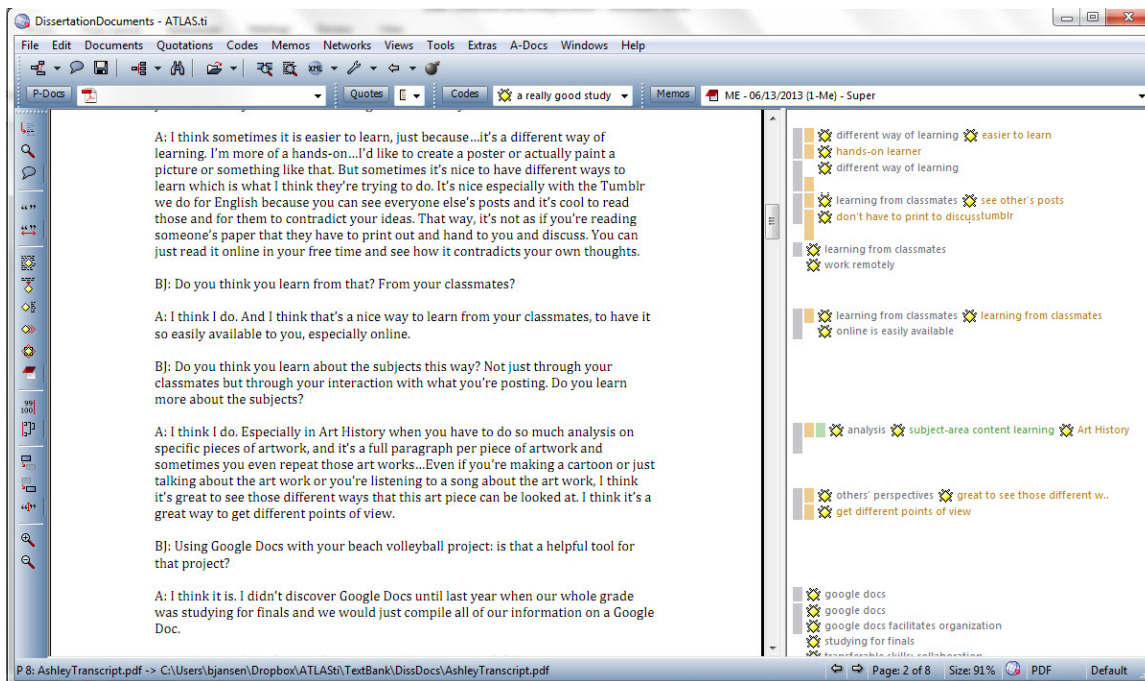 DissertationDocuments - ATLAS.ti
File Edit Documents Quotations Codes Memos Networks Views Tools Extras A-Docs Windows Help
P-Docs Quotes Codes a really good study Memos ME - 06/13/2013 (1-Me) - Super
A: I think sometimes it is easier to learn, just because…it's a different way of
learning. I'm more of a hands-on…I'd like to create a poster or actually paint a
picture or something like that. But sometimes it's nice to have different ways to
learn which is what I think they're trying to do. It's nice especially with the Tumblr
we do for English because you can see everyone else's posts and it's cool to read
those and for them to contradict your ideas. That way, it's not as if you're reading
someone's paper that they have to print out and hand to you and discuss. You can
just read it online in your free time and see how it contradicts your own thoughts.
BJ: Do you think you learn from that? From your classmates?
A: I think I do. And I think that's a nice way to learn from your classmates, to have it
so easily available to you, especially online.
BJ: Do you think you learn about the subjects this way? Not just through your
classmates but through your interaction with what you're posting. Do you learn
more about the subjects?
A: I think I do. Especially in Art History when you have to do so much analysis on
specific pieces of artwork, and it's a full paragraph per piece of artwork and
sometimes you even repeat those art works…Even if you're making a cartoon or just
talking about the art work or you're listening to a song about the art work, I think
it's great to see those different ways that this art piece can be looked at. I think it's a
great way to get different points of view.
BJ: Using Google Docs with your beach volleyball project: is that a helpful tool for
that project?
A: I think it is. I didn't discover Google Docs until last year when our whole grade
was studying for finals and we would just compile all of our information on a Google
Doc.
different way of learning easier to learn
hands-on learner
different way of learning
learning from classmates see other's posts
don't have to print to discuss tumblr
learning from classmates
work remotely
learning from classmates learning from classmates
online is easily available
analysis subject-area content learning Art History
others' perspectives great to see those different w..
get different points of view
google docs
google docs
google docs facilitates organization
studying for finals
transferable skills: collaboration
P 8: AshleyTranscript.pdf -> C:\Users\bjansen\Dropbox\ATLASti\TextBank\DissDocs\AshleyTranscript.pdf Page: 2 of 8 Size: 91% PDF Default